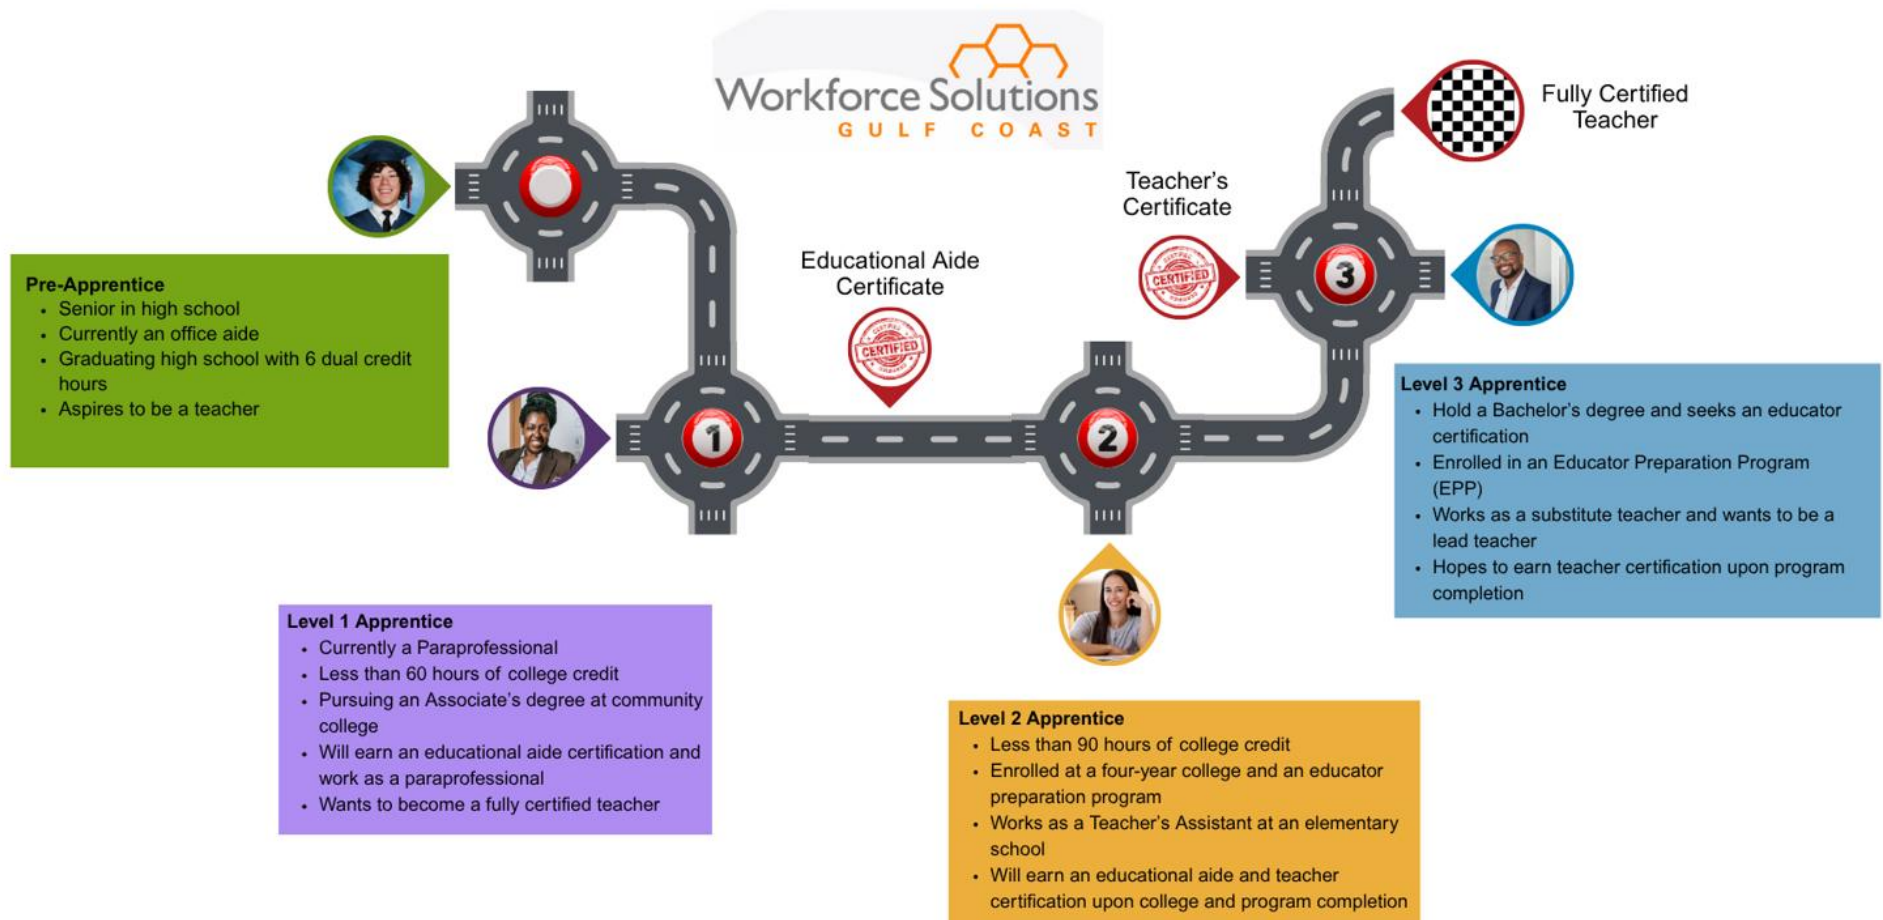 Workforce Solutions
GULF COAST
Fully Certified
Teacher
Teacher's
Certificate
CERTIFIED
3
Educational Aide
Certificate
CERTIFIED
1
2
Pre-Apprentice
• Senior in high school
• Currently an office aide
• Graduating high school with 6 dual credit
hours
• Aspires to be a teacher
Level 3 Apprentice
• Hold a Bachelor's degree and seeks an educator
certification
• Enrolled in an Educator Preparation Program
(EPP)
• Works as a substitute teacher and wants to be a
lead teacher
• Hopes to earn teacher certification upon program
completion
Level 1 Apprentice
• Currently a Paraprofessional
• Less than 60 hours of college credit
• Pursuing an Associate's degree at community
college
• Will earn an educational aide certification and
work as a paraprofessional
• Wants to become a fully certified teacher
Level 2 Apprentice
• Less than 90 hours of college credit
• Enrolled at a four-year college and an educator
preparation program
• Works as a Teacher's Assistant at an elementary
school
• Will earn an educational aide and teacher
certification upon college and program completion